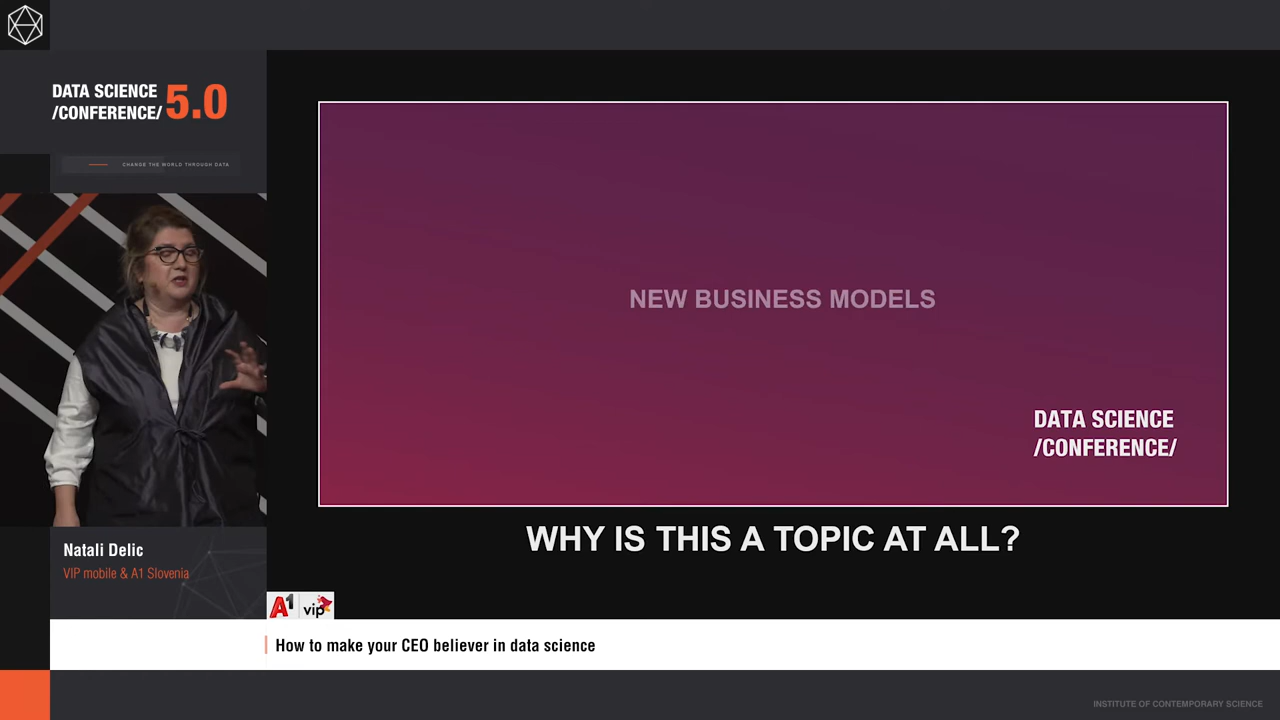 DATA SCIENCE
/CONFERENCE/ 5.0
CHANGE THE WORLD THROUGH DATA
NEW BUSINESS MODELS
DATA SCIENCE
/CONFERENCE/
WHY IS THIS A TOPIC AT ALL?
Natali Delic
VIP mobile & A1 Slovenia
A1 vip
How to make your CEO believer in data science
INSTITUTE OF CONTEMPORARY SCIENCE